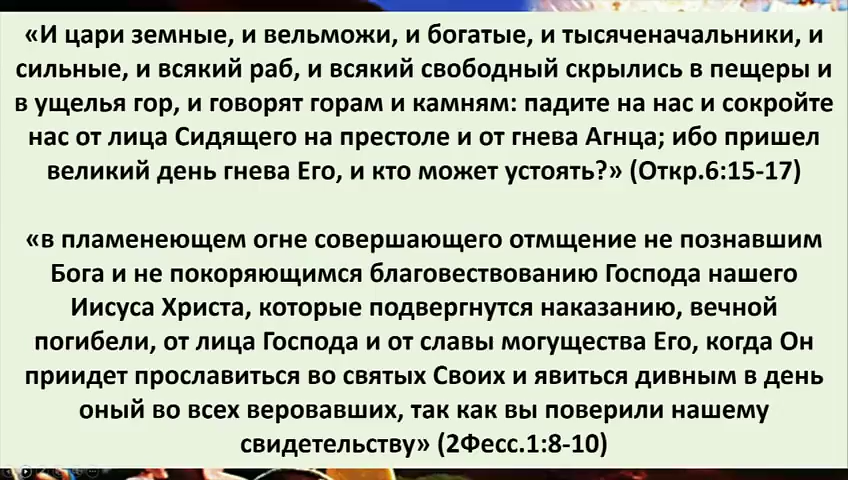 «И цари земные, и вельможи, и богатые, и тысяченачальники, и
сильные, и всякий раб, и всякий свободный скрылись в пещеры и
в ущелья гор, и говорят горам и камням: падите на нас и сокройте
нас от лица Сидящего на престоле и от гнева Агнца; ибо пришел
великий день гнева Его, и кто может устоять?» (Откр.6:15-17)
«в пламенеющем огне совершающего отмщение не познавшим
Бога и не покоряющимся благовествованию Господа нашего
Иисуса Христа, которые подвергнутся наказанию, вечной
погибели, от лица Господа и от славы могущества Его, когда Он
приидет прославиться во святых Своих и явиться дивным в день
оный во всех веровавших, так как вы поверили нашему
свидетельству» (2Фесс.1:8-10)